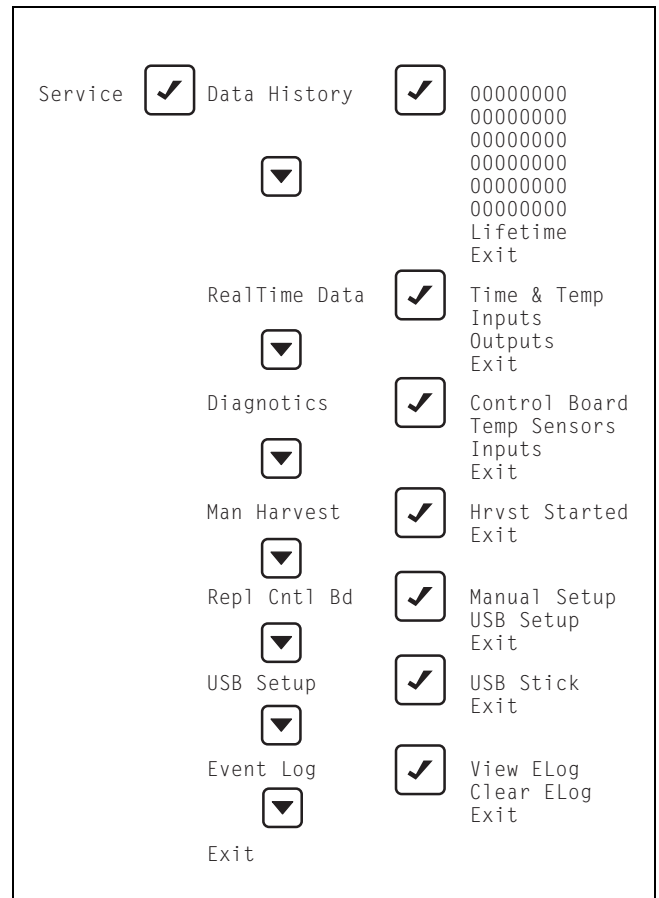 Service Data History 00000000
00000000
00000000
00000000
00000000
00000000
Lifetime
Exit
RealTime Data Time & Temp
Inputs
Outputs
Exit
Diagnotics Control Board
Temp Sensors
Inputs
Exit
Man Harvest Hrvst Started
Exit
Repl Cntl Bd Manual Setup
USB Setup
Exit
USB Setup USB Stick
Exit
Event Log View ELog
Clear ELog
Exit
Exit